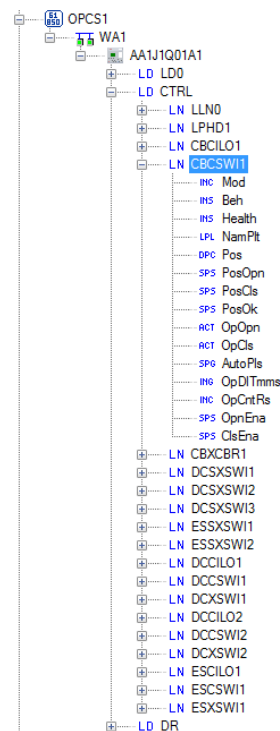 61 850 OPCS1
WA1
AA1J1Q01A1
LD LD0
LD CTRL
LN LLN0
LN LPHD1
LN CBCILO1
LN CBCSWI1
INC Mod
INS Beh
INS Health
LPL NamPlt
DPC Pos
SPS PosOpn
SPS PosCls
SPS PosOk
ACT OpOpn
ACT OpCls
SPG AutoPls
ING OpDlTmms
INC OpCntRs
SPS OpnEna
SPS ClsEna
LN CBXCBR1
LN DCSXSWI1
LN DCSXSWI2
LN DCSXSWI3
LN ESSXSWI1
LN ESSXSWI2
LN DCCILO1
LN DCCSWI1
LN DCXSWI1
LN DCCILO2
LN DCCSWI2
LN DCXSWI2
LN ESCILO1
LN ESCSWI1
LN ESXSWI1
LD DR